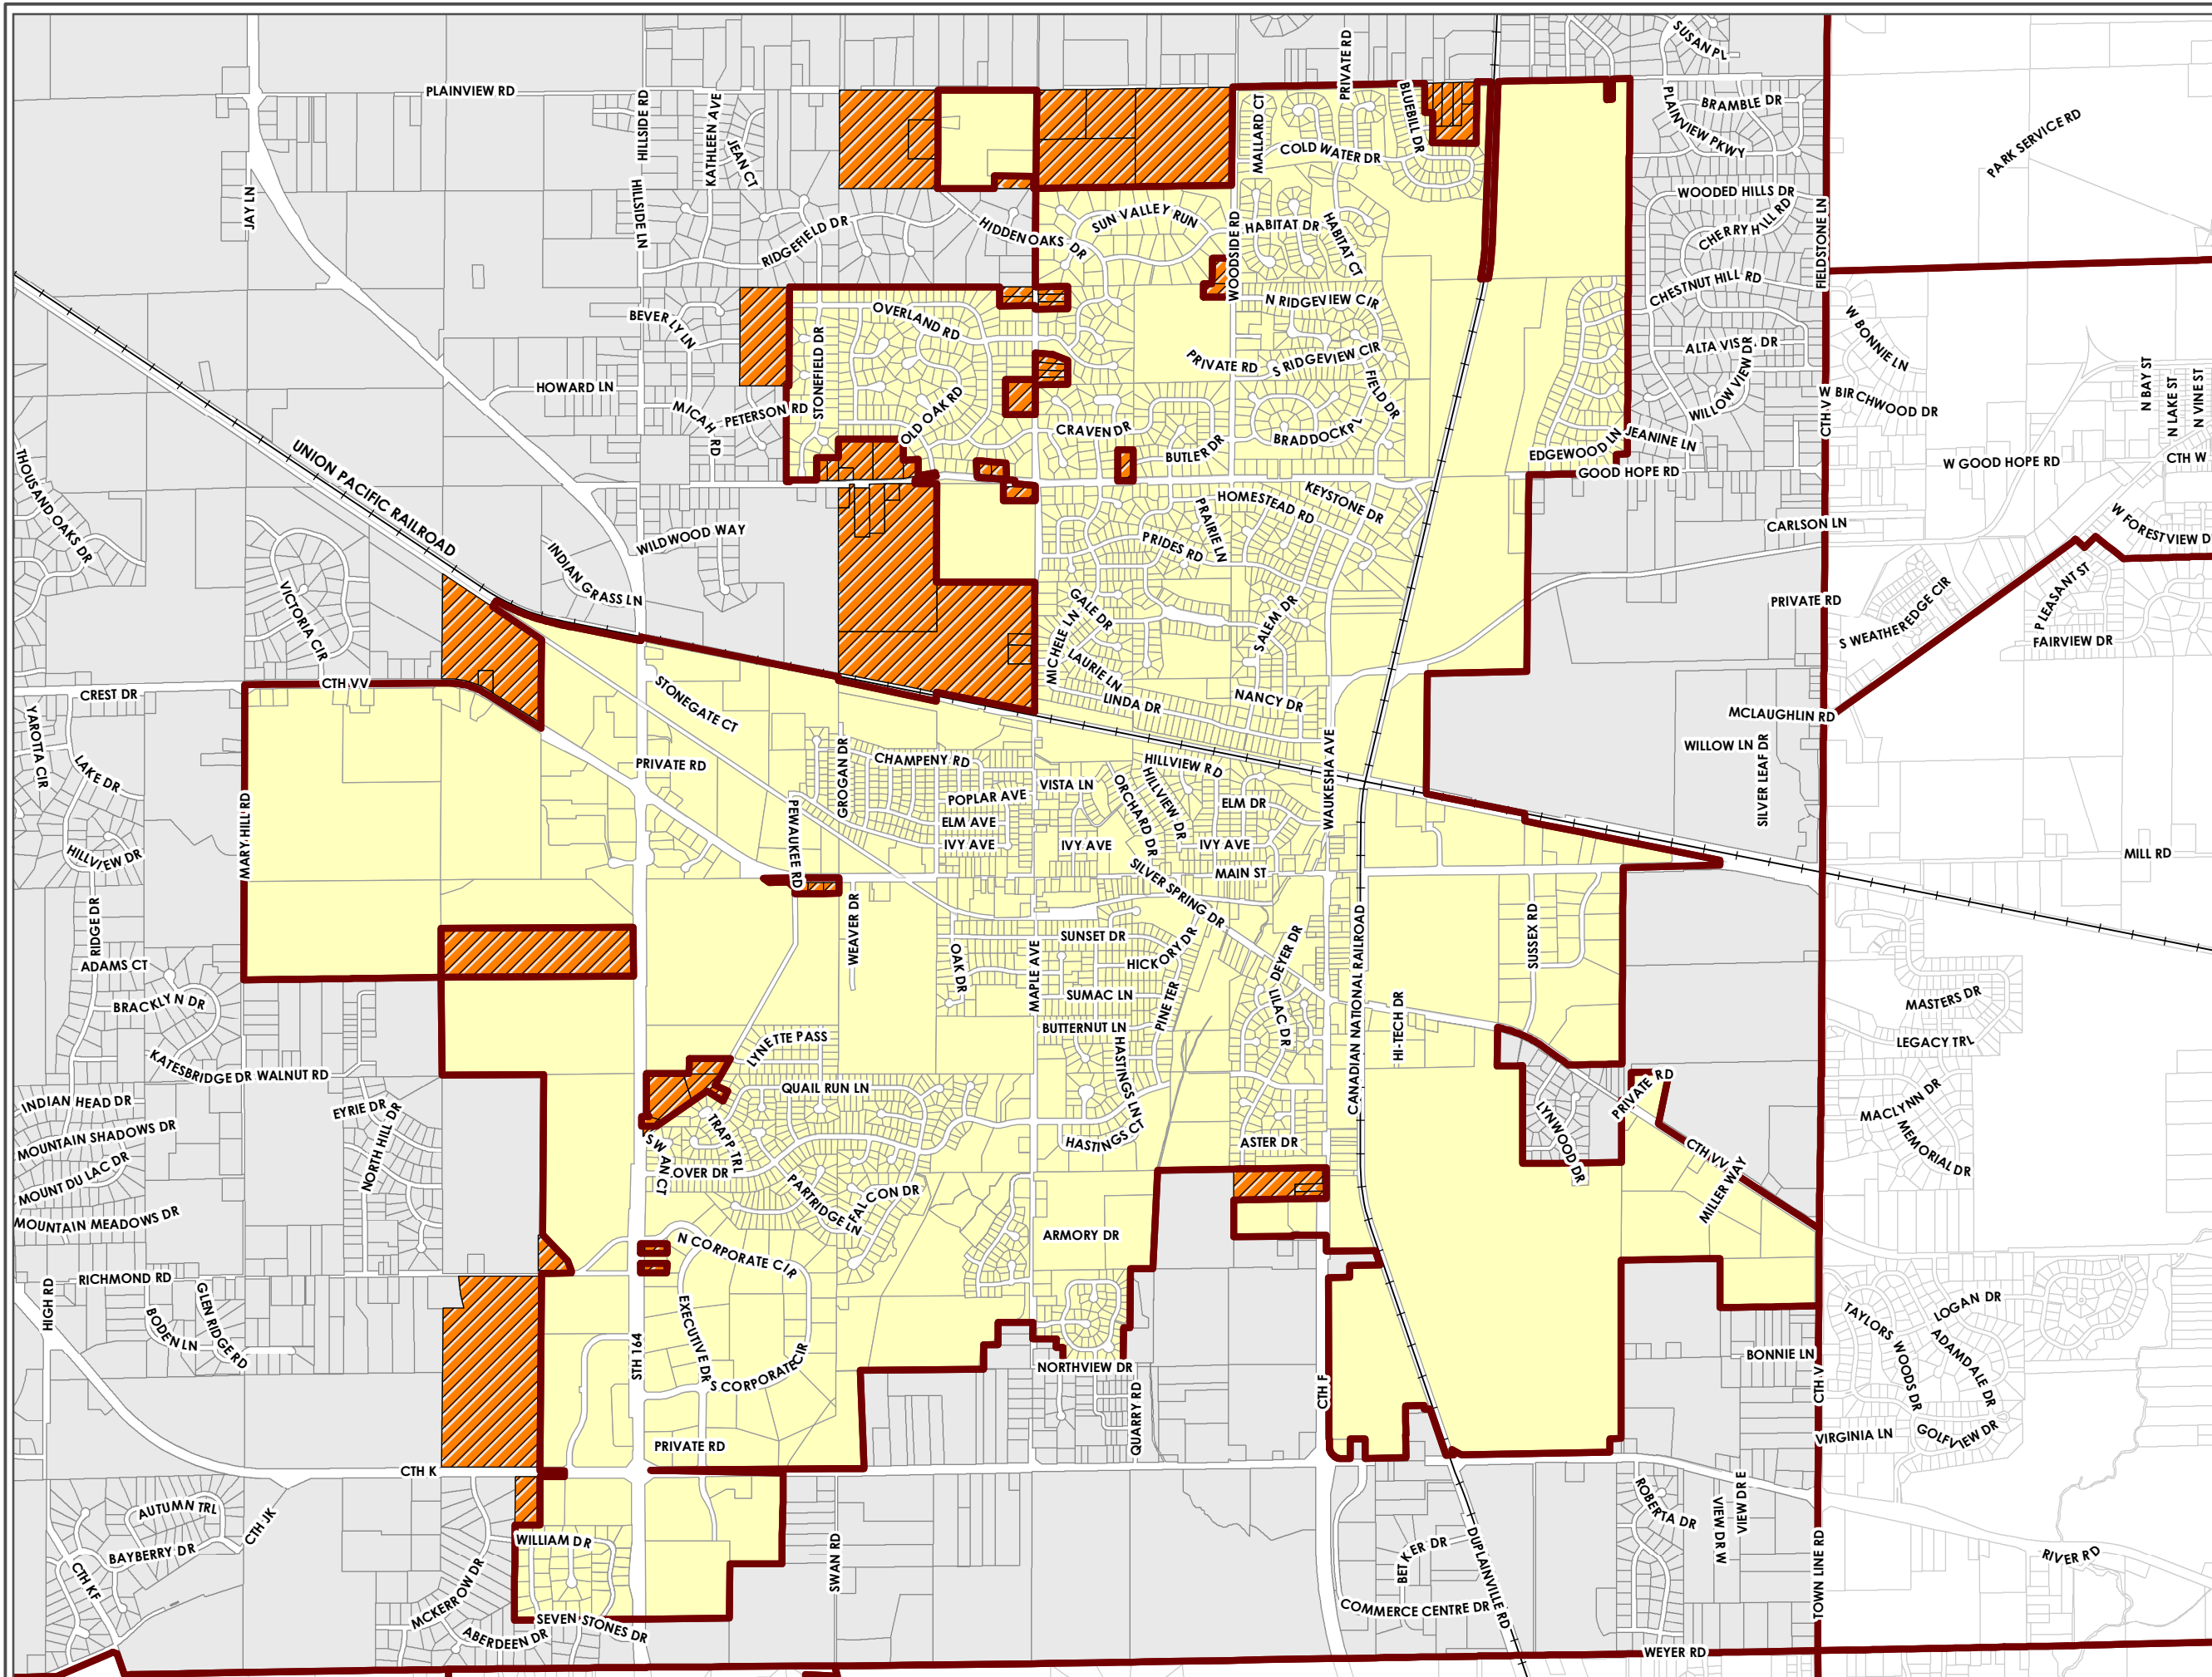 SUSAN PL
PRIVATE RD
PLAINVIEW RD
HILLSIDE RD
KATHLEEN AVE
JEAN CT
MALLARD CT
BLUEBILL DR
PLAINVIEW PKWY
BRAMBLE DR
PARK SERVICE RD
COLD WATER DR
JAY LN
HILLSIDE LN
RIDGEFIELD DR
HIDDEN OAKS DR
SUN VALLEY RUN
WOODSIDE RD
HABITAT DR
HABITAT CT
WOODED HILLS DR
CHERRY HILL RD
FIELDSTONE LN
CHESTNUT HILL RD
BEVERLY LN
OVERLAND RD
N RIDGEVIEW CIR
W BONNIE LN
STONEFIELD DR
PRIVATE RD
S RIDGEVIEW CIR
ALTA VISTA DR
WILLOW VIEW DR
HOWARD LN
FIELD DR
N BAY ST
N LAKE ST
N VINE ST
MICAH RD
PETERSON RD
OLD OAK RD
CTH V
W BIRCHWOOD DR
CRAVEN DR
BUTLER DR
BRADDOCK PL
EDGEWOOD LN
JEANINE LN
GOOD HOPE RD
W GOOD HOPE RD
CTH W
UNION PACIFIC RAILROAD
THOUSAND OAKS DR
HOMESTEAD RD
KEYSTONE DR
PRAIRIE LN
CARLSON LN
W FORESTVIEW D
WILDWOOD WAY
PRIDES RD
INDIAN GRASS LN
VICTORIA CIR
GALE DR
MICHELE LN
S SALEM DR
PRIVATE RD
S WEATHEREDGE CIR
P LEASANT ST
FAIRVIEW DR
LAURIE LN
LINDA DR
NANCY DR
CREST DR
CTH VV
STONEGATE CT
MCLAUGHLIN RD
YAROTTA CIR
LAKE DR
PRIVATE RD
GROGAN DR
CHAMPENY RD
HILLVIEW RD
WAUKESHA AVE
WILLOW LN
SILVER LEAF DR
MARY HILL RD
PEWAUKEE RD
POPLAR AVE
VISTA LN
ORCHARD DR
HILLVIEW DR
ELM DR
ELM AVE
IVY AVE
IVY AVE
IVY AVE
HILLVIEW DR
MILL RD
MAIN ST
SILVER SPRING DR
RIDGE DR
WEAVER DR
OAK DR
MAPLE AVE
SUNSET DR
HICKORY DR
DEYER DR
CANADIAN NATIONAL RAILROAD
SUSSEX RD
ADAMS CT
BRACKLYN DR
SUMAC LN
PINE TER
LILAC DR
HI-TECH DR
MASTERS DR
BUTTERNUT LN
LYNETTE PASS
LEGACY TRL
KATESBRIDGE DR
WALNUT RD
HASTINGS LN
QUAIL RUN LN
PRIVATE RD
INDIAN HEAD DR
EYRIE DR
NORTH HILL DR
MACLYNN DR
LYNWOOD DR
MOUNTAIN SHADOWS DR
TRAPP TRL
HASTINGS CT
ASTER DR
MEMORIAL DR
CTH VV
SWAN CT
LOVER DR
MOUNT DU LAC DR
PARTRIDGE LN
FALCON DR
MILLER WAY
MOUNTAIN MEADOWS DR
ARMORY DR
N CORPORATE CIR
RICHMOND RD
HIGH RD
BODEN LN
GLEN RIDGE RD
EXECUTIVE DR
STH 164
S CORPORATE CIR
NORTHVIEW DR
QUARRY RD
CTH F
TAYLORS WOODS DR
LOGAN DR
ADAMDALE DR
BONNIE LN
CTH V
VIRGINIA LN
GOLFVIEW DR
PRIVATE RD
CTH K
AUTUMN TRL
CTH JK
BAYBERRY DR
CTH KF
WILLIAM DR
MCKERROW DR
SWAN RD
SEVEN STONES DR
ABERDEEN DR
BETKER DR
DUPLAINVILLE RD
COMMERCE CENTRE DR
ROBERTA DR
VIEW DR W
VIEW DR E
TOWN LINE RD
RIVER RD
WEYER RD